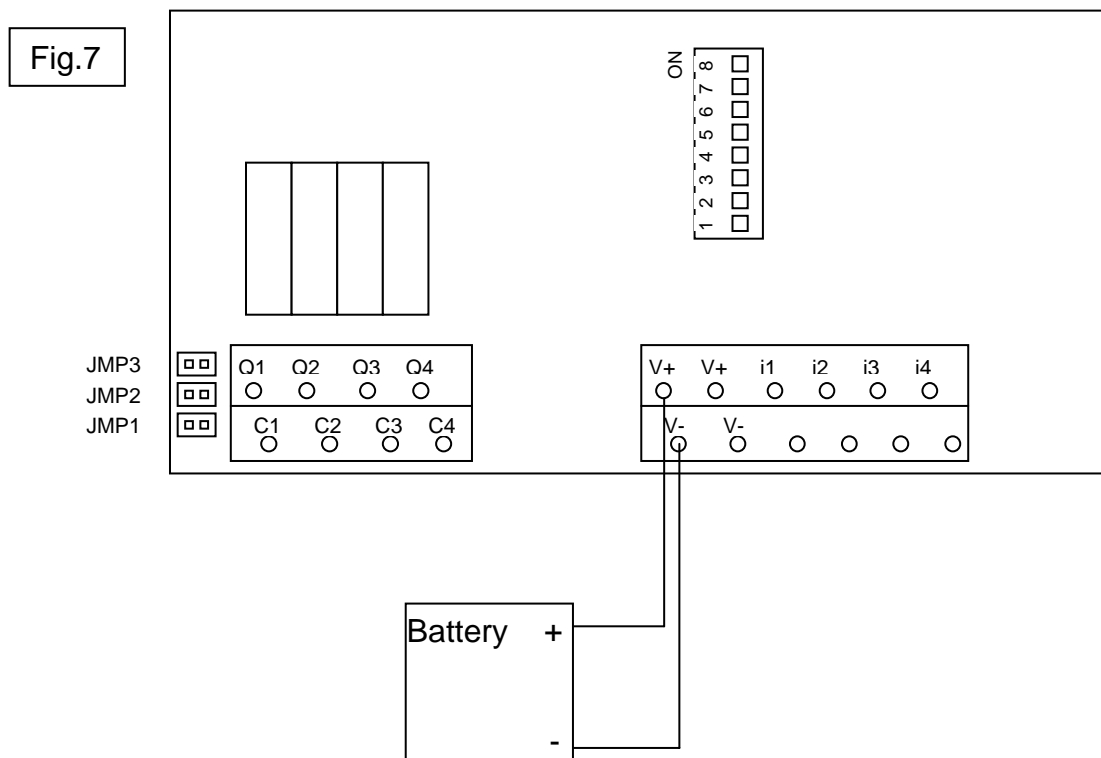 Fig.7
ON
1 2 3 4 5 6 7 8
JMP3
JMP2
JMP1
Q1 Q2 Q3 Q4
C1 C2 C3 C4
V+ V+ i1 i2 i3 i4
V- V-
Battery +
-